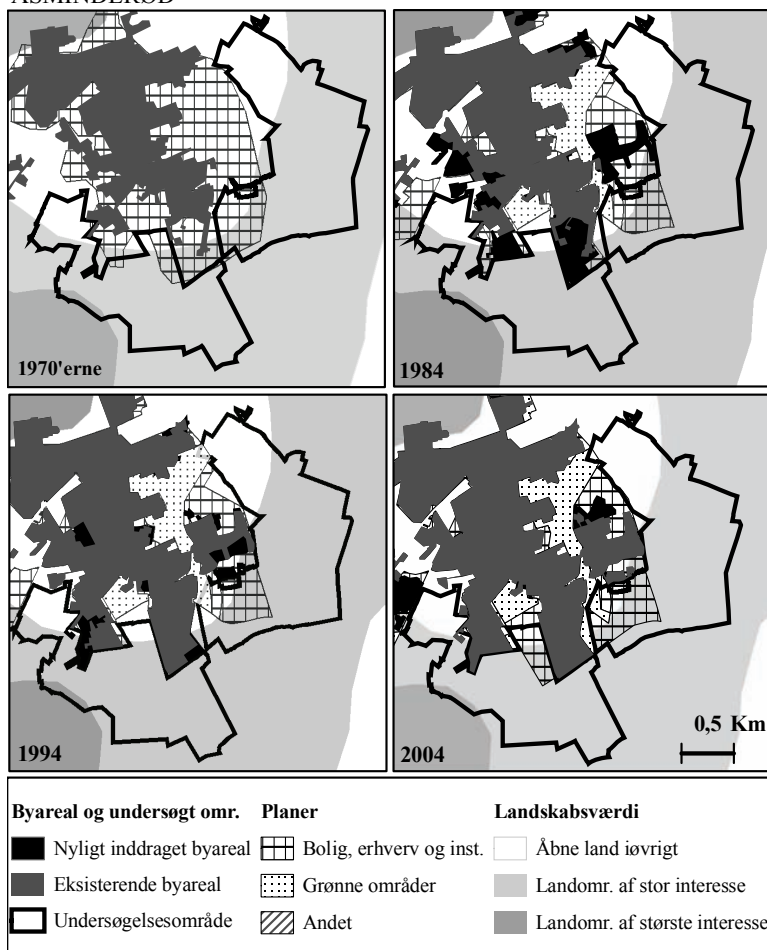 ASMINDERØD
1970'erne
1984
1994
2004
0,5 Km
Byareal og undersøgt omr.
Nyligt inddraget byareal
Eksisterende byareal
Undersøgelsesområde
Planer
Bolig, erhverv og inst.
Grønne områder
Andet
Landskabsværdi
Åbne land iøvrigt
Landomr. af stor interesse
Landomr. af største interesse